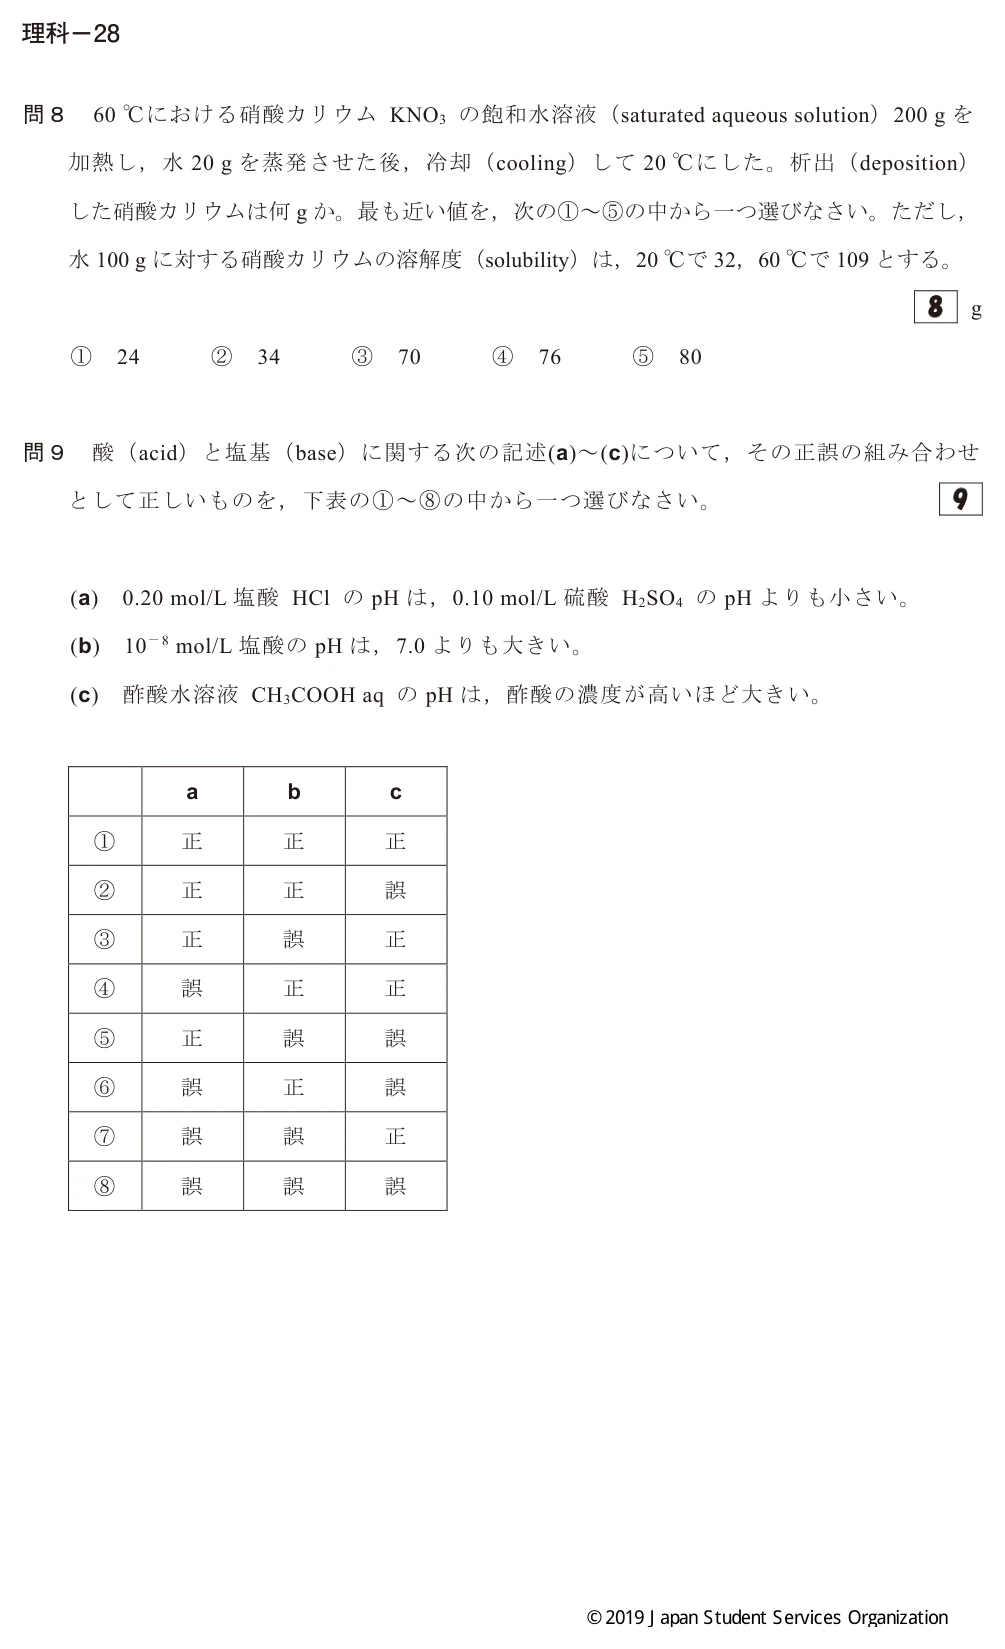 理科－28
問8　60 ℃における硝酸カリウム KNO₃ の飽和水溶液（saturated aqueous solution）200 g を
加熱し，水 20 g を蒸発させた後，冷却（cooling）して 20 ℃にした。析出（deposition）
した硝酸カリウムは何 g か。最も近い値を，次の①～⑤の中から一つ選びなさい。ただし，
水 100 g に対する硝酸カリウムの溶解度（solubility）は，20 ℃で 32，60 ℃で 109 とする。
8 g
① 24　② 34　③ 70　④ 76　⑤ 80
問9　酸（acid）と塩基（base）に関する次の記述(a)～(c)について，その正誤の組み合わせ
として正しいものを，下表の①～⑧の中から一つ選びなさい。 9
(a)　0.20 mol/L 塩酸 HCl の pH は，0.10 mol/L 硫酸 H₂SO₄ の pH よりも小さい。
(b)　10⁻⁸ mol/L 塩酸の pH は，7.0 よりも大きい。
(c)　酢酸水溶液 CH₃COOH aq の pH は，酢酸の濃度が高いほど大きい。
a b c
① 正 正 正
② 正 正 誤
③ 正 誤 正
④ 誤 正 正
⑤ 正 誤 誤
⑥ 誤 正 誤
⑦ 誤 誤 正
⑧ 誤 誤 誤
© 2019 Japan Student Services Organization